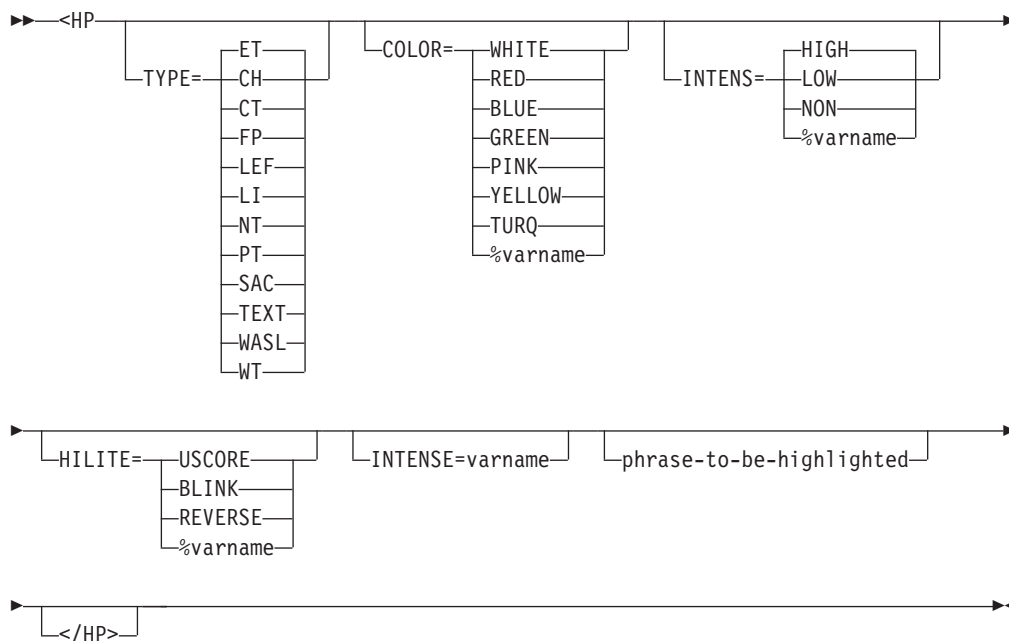 <HP
TYPE= ET
CH
CT
FP
LEF
LI
NT
PT
SAC
TEXT
WASL
WT
COLOR= WHITE
RED
BLUE
GREEN
PINK
YELLOW
TURQ
%varname
INTENS= HIGH
LOW
NON
%varname
HILITE= USCORE
BLINK
REVERSE
%varname
INTENSE=varname
phrase-to-be-highlighted
</HP>